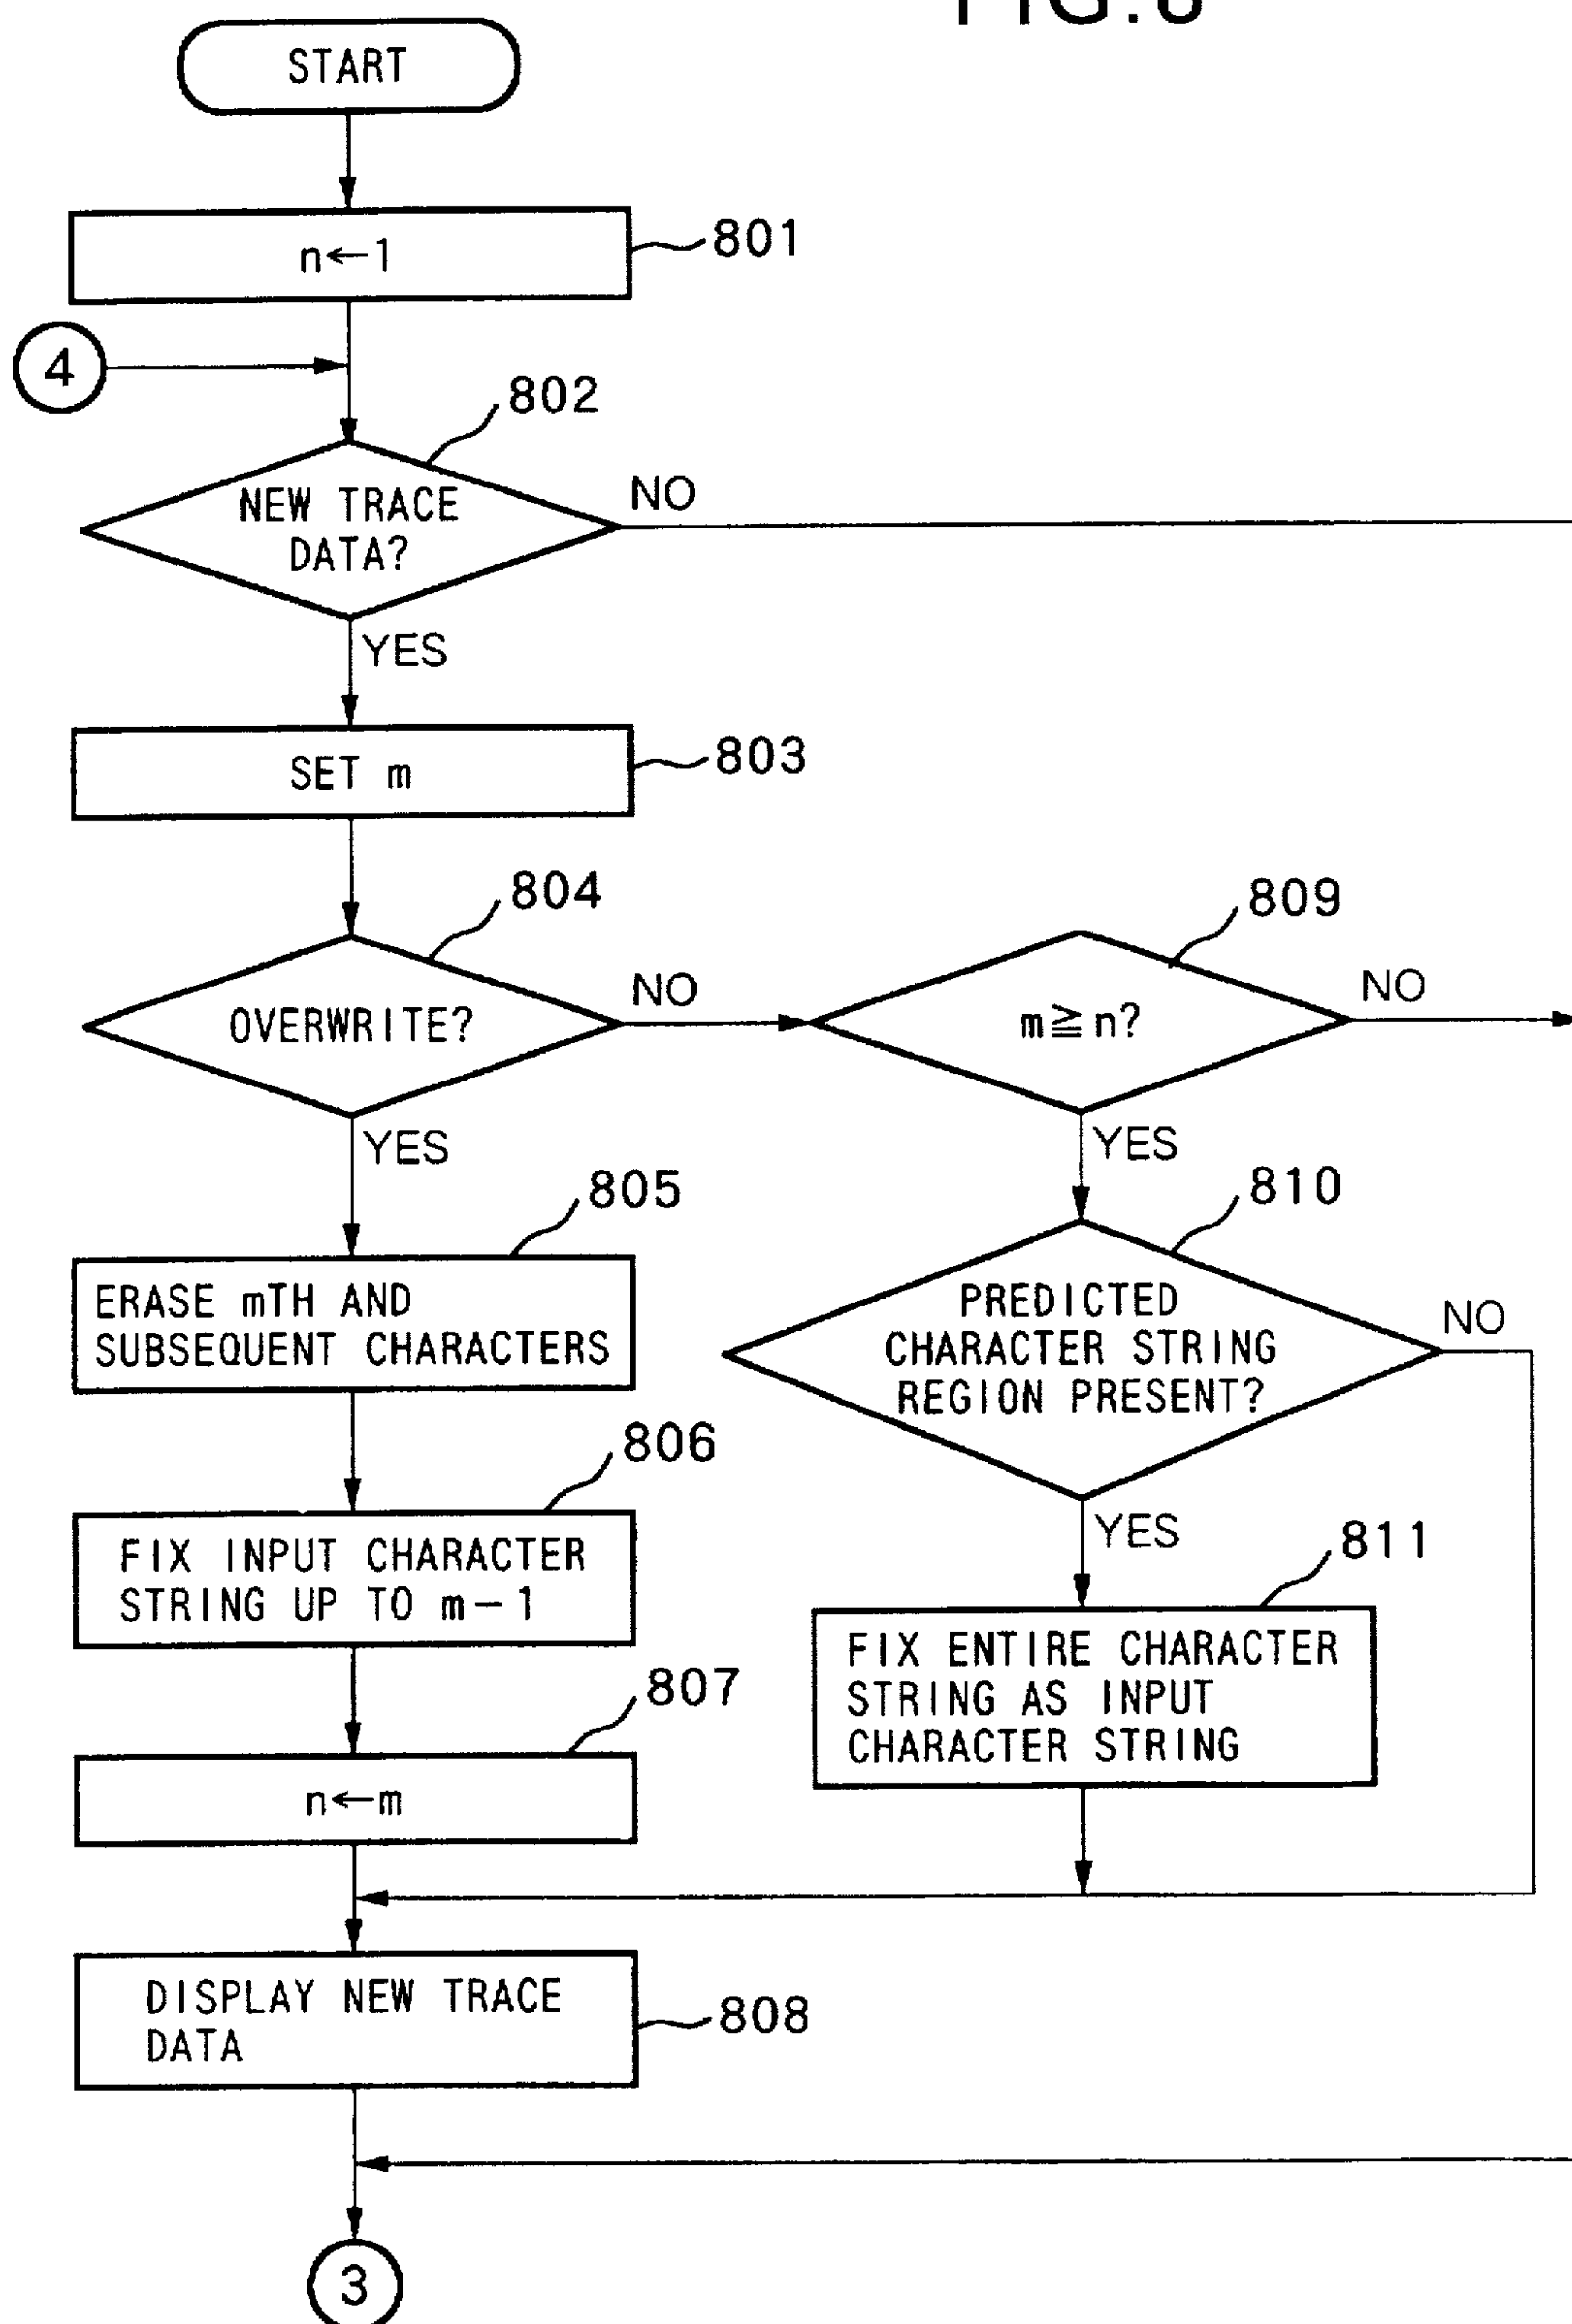 START
n←1
801
4
802
NEW TRACE
DATA?
NO
YES
SET m
803
804
OVERWRITE?
NO
809
m≧n?
NO
YES
YES
805
ERASE mTH AND
SUBSEQUENT CHARACTERS
810
PREDICTED
CHARACTER STRING
REGION PRESENT?
NO
YES
806
FIX INPUT CHARACTER
STRING UP TO m-1
811
FIX ENTIRE CHARACTER
STRING AS INPUT
CHARACTER STRING
807
n←m
DISPLAY NEW TRACE
DATA
808
3